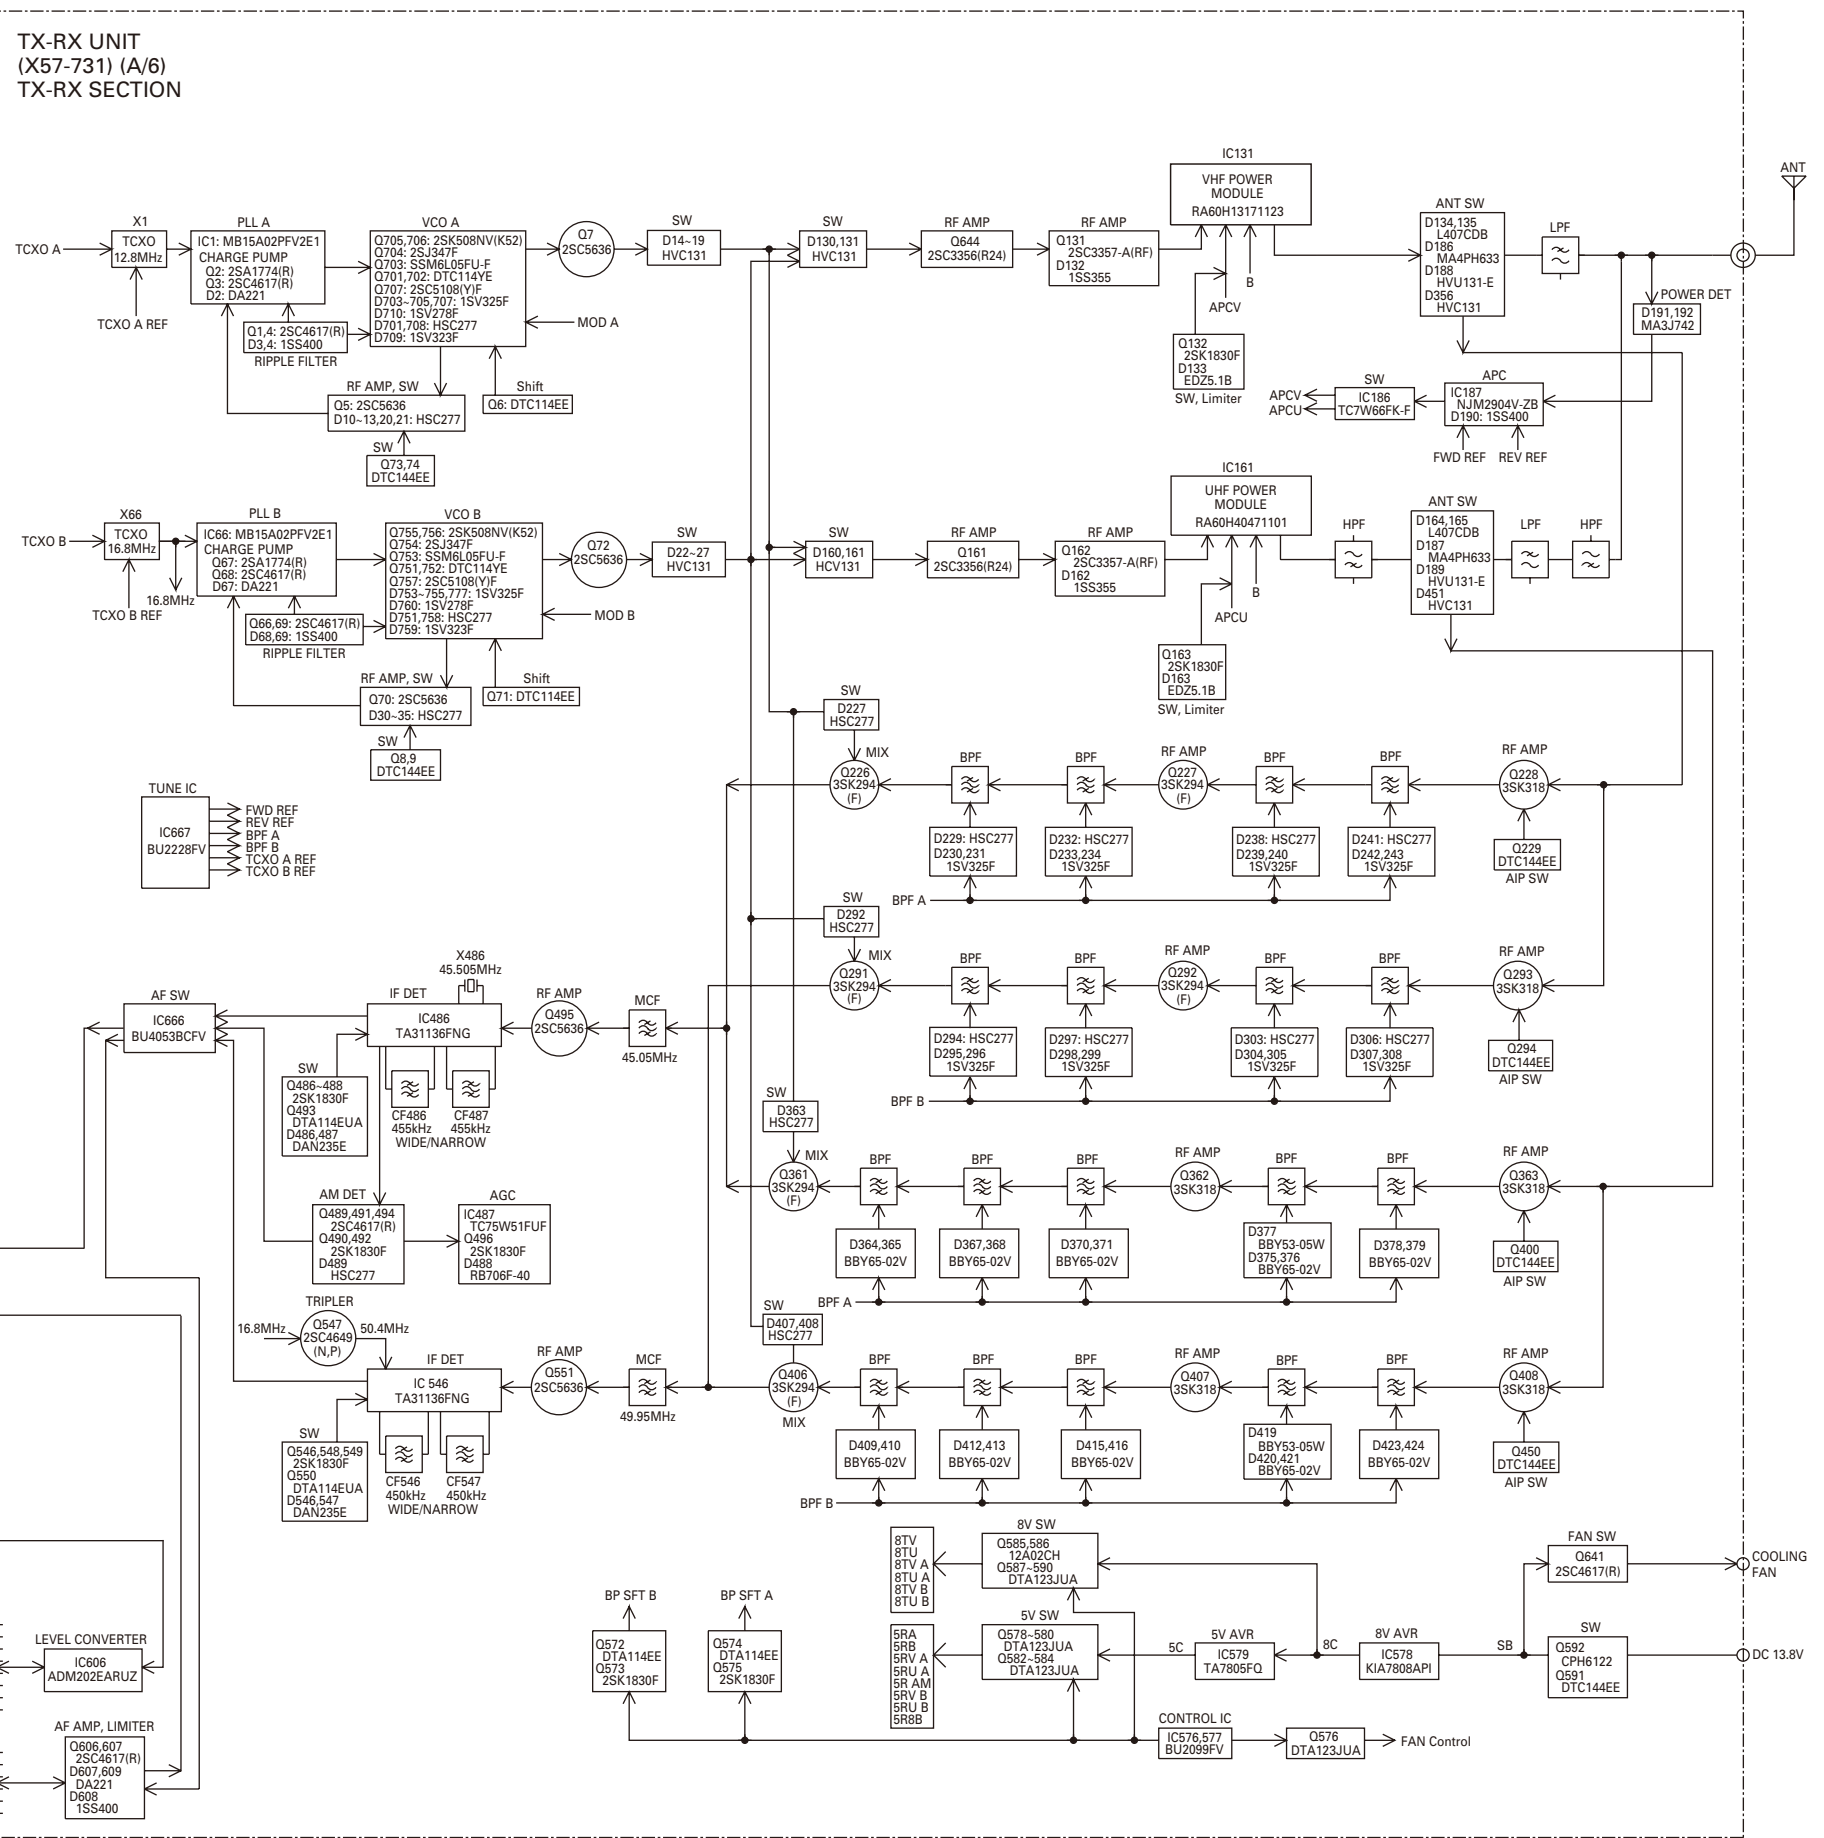 TX-RX UNIT
(X57-731) (A/6)
TX-RX SECTION
ANT
TCXO A
X1
TCXO
12.8MHz
TCXO A REF
PLL A
IC1: MB15A02PFV2E1
CHARGE PUMP
Q2: 2SA1774(R)
Q3: 2SC4617(R)
D2: DA221
Q1,4: 2SC4617(R)
D3,4: 1SS400
RIPPLE FILTER
VCO A
Q705,706: 2SK508NV(K52)
Q704: 2SJ347F
Q703: SSM6L05FU-F
Q701,702: DTC114YE
Q707: 2SC5108(Y)F
D703~705,707: 1SV325F
D710: 1SV278F
D701,708: HSC277
D709: 1SV323F
MOD A
RF AMP, SW
Q5: 2SC5636
D10~13,20,21: HSC277
Shift
Q6: DTC114EE
SW
Q73,74
DTC144EE
Q7
2SC5636
SW
D14~19
HVC131
SW
D130,131
HVC131
RF AMP
Q644
2SC3356(R24)
RF AMP
Q131
2SC3357-A(RF)
D132
1SS355
IC131
VHF POWER
MODULE
RA60H13171123
APCV
B
Q132
2SK1830F
D133
EDZ5.1B
SW, Limiter
ANT SW
D134,135
L407CDB
D186
MA4PH633
D188
HVU131-E
D356
HVC131
LPF
POWER DET
D191,192
MA3J742
APCV
APCU
SW
IC186
TC7W66FK-F
APC
IC187
NJM2904V-ZB
D190: 1SS400
FWD REF
REV REF
TCXO B
X66
TCXO
16.8MHz
16.8MHz
TCXO B REF
PLL B
IC66: MB15A02PFV2E1
CHARGE PUMP
Q67: 2SA1774(R)
Q68: 2SC4617(R)
D67: DA221
Q66,69: 2SC4617(R)
D68,69: 1SS400
RIPPLE FILTER
VCO B
Q755,756: 2SK508NV(K52)
Q754: 2SJ347F
Q753: SSM6L05FU-F
Q751,752: DTC114YE
Q757: 2SC5108(Y)F
D753~755,777: 1SV325F
D760: 1SV278F
D751,758: HSC277
D759: 1SV323F
MOD B
RF AMP, SW
Q70: 2SC5636
D30~35: HSC277
Shift
Q71: DTC114EE
SW
Q8,9
DTC144EE
Q72
2SC5636
SW
D22~27
HVC131
SW
D160,161
HCV131
RF AMP
Q161
2SC3356(R24)
RF AMP
Q162
2SC3357-A(RF)
D162
1SS355
IC161
UHF POWER
MODULE
RA60H40471101
APCU
B
Q163
2SK1830F
D163
EDZ5.1B
SW, Limiter
HPF
ANT SW
D164,165
L407CDB
D187
MA4PH633
D189
HVU131-E
D451
HVC131
LPF
HPF
TUNE IC
IC667
BU2228FV
FWD REF
REV REF
BPF A
BPF B
TCXO A REF
TCXO B REF
SW
D227
HSC277
MIX
Q226
3SK294
(F)
BPF
BPF
RF AMP
Q227
3SK294
(F)
BPF
BPF
RF AMP
Q228
3SK318
D229: HSC277
D230,231
1SV325F
D232: HSC277
D233,234
1SV325F
D238: HSC277
D239,240
1SV325F
D241: HSC277
D242,243
1SV325F
Q229
DTC144EE
AIP SW
BPF A
SW
D292
HSC277
MIX
Q291
3SK294
(F)
BPF
BPF
RF AMP
Q292
3SK294
(F)
BPF
BPF
RF AMP
Q293
3SK318
D294: HSC277
D295,296
1SV325F
D297: HSC277
D298,299
1SV325F
D303: HSC277
D304,305
1SV325F
D306: HSC277
D307,308
1SV325F
Q294
DTC144EE
AIP SW
BPF B
AF SW
IC666
BU4053BCFV
X486
45.505MHz
IF DET
IC486
TA31136FNG
RF AMP
Q495
2SC5636
MCF
45.05MHz
SW
Q486~488
2SK1830F
Q493
DTA114EUA
D486,487
DAN235E
CF486
455kHz
CF487
455kHz
WIDE/NARROW
AM DET
Q489,491,494
2SC4617(R)
Q490,492
2SK1830F
D489
HSC277
AGC
IC487
TC75W51FUF
Q496
2SK1830F
D488
RB706F-40
SW
D363
HSC277
MIX
Q361
3SK294
(F)
BPF
BPF
BPF
RF AMP
Q362
3SK318
BPF
BPF
RF AMP
Q363
3SK318
D364,365
BBY65-02V
D367,368
BBY65-02V
D370,371
BBY65-02V
D377
BBY53-05W
D375,376
BBY65-02V
D378,379
BBY65-02V
Q400
DTC144EE
AIP SW
BPF A
TRIPLER
16.8MHz
Q547
2SC4649
(N,P)
50.4MHz
IF DET
IC 546
TA31136FNG
RF AMP
Q551
2SC5636
MCF
49.95MHz
SW
Q546,548,549
2SK1830F
Q550
DTA114EUA
D546,547
DAN235E
CF546
450kHz
CF547
450kHz
WIDE/NARROW
SW
D407,408
HSC277
Q406
3SK294
(F)
MIX
BPF
BPF
BPF
RF AMP
Q407
3SK318
BPF
BPF
RF AMP
Q408
3SK318
D409,410
BBY65-02V
D412,413
BBY65-02V
D415,416
BBY65-02V
D419
BBY53-05W
D420,421
BBY65-02V
D423,424
BBY65-02V
Q450
DTC144EE
AIP SW
BPF B
8TV
8TU
8TV A
8TU A
8TV B
8TU B
8V SW
Q585,586
12A02CH
Q587~590
DTA123JUA
FAN SW
Q641
2SC4617(R)
COOLING
FAN
5RA
5RB
5RV A
5RU A
5R AM
5RV B
5RU B
5R8B
5V SW
Q578~580
DTA123JUA
Q582~584
DTA123JUA
5C
5V AVR
IC579
TA7805FQ
8C
8V AVR
IC578
KIA7808API
SB
SW
Q592
CPH6122
Q591
DTC144EE
DC 13.8V
BP SFT B
Q572
DTA114EE
Q573
2SK1830F
BP SFT A
Q574
DTA114EE
Q575
2SK1830F
CONTROL IC
IC576,577
BU2099FV
Q576
DTA123JUA
FAN Control
LEVEL CONVERTER
IC606
ADM202EARUZ
AF AMP, LIMITER
Q606,607
2SC4617(R)
D607,609
DA221
D608
1SS400